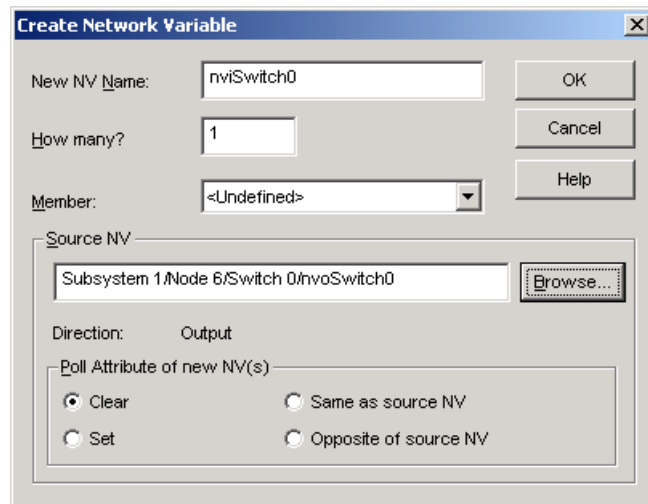 Create Network Variable
New NV Name: nviSwitch0 OK
How many? 1 Cancel
Member: <Undefined> Help
Source NV
Subsystem 1/Node 6/Switch 0/nvoSwitch0 Browse...
Direction: Output
Poll Attribute of new NV(s)
Clear Same as source NV
Set Opposite of source NV